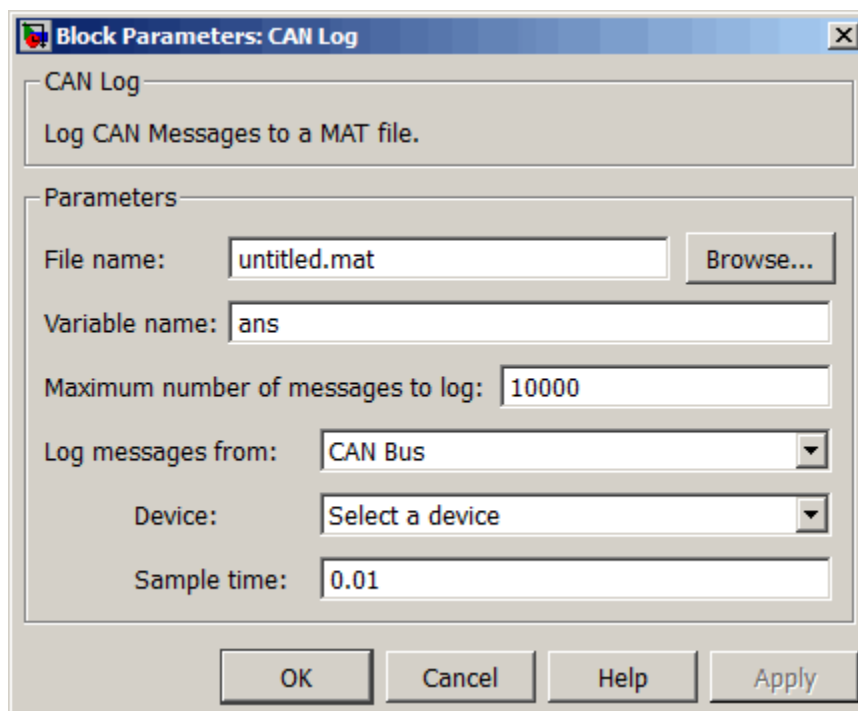 Block Parameters: CAN Log
CAN Log
Log CAN Messages to a MAT file.
Parameters
File name: untitled.mat Browse...
Variable name: ans
Maximum number of messages to log: 10000
Log messages from: CAN Bus
Device: Select a device
Sample time: 0.01
OK Cancel Help Apply